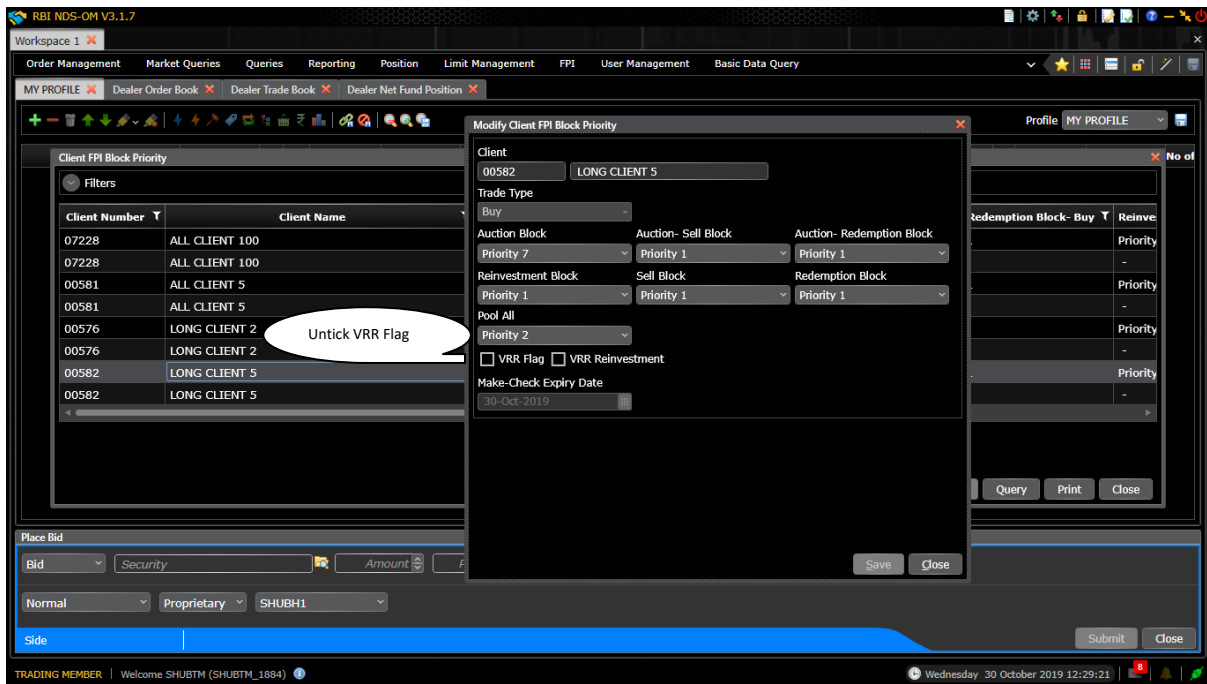 RBI NDS-OM V3.1.7
Workspace 1
Order Management Market Queries Queries Reporting Position Limit Management FPI User Management Basic Data Query
MY PROFILE Dealer Order Book Dealer Trade Book Dealer Net Fund Position
Profile MY PROFILE
Client FPI Block Priority
No of
Filters
Client Number Client Name Redemption Block- Buy Reinve
07228 ALL CLIENT 100 Priority
07228 ALL CLIENT 100 -
00581 ALL CLIENT 5 Priority
00581 ALL CLIENT 5 -
00576 LONG CLIENT 2 Priority
00576 LONG CLIENT 2 -
00582 LONG CLIENT 5 Priority
00582 LONG CLIENT 5 -
Query Print Close
Untick VRR Flag
Modify Client FPI Block Priority
Client
00582 LONG CLIENT 5
Trade Type
Buy
Auction Block Auction- Sell Block Auction- Redemption Block
Priority 7 Priority 1 Priority 1
Reinvestment Block Sell Block Redemption Block
Priority 1 Priority 1 Priority 1
Pool All
Priority 2
VRR Flag VRR Reinvestment
Make-Check Expiry Date
30-Oct-2019
Save Close
Place Bid
Bid Security Amount
Normal Proprietary SHUBH1
Side Submit Close
TRADING MEMBER Welcome SHUBTM (SHUBTM_1884) Wednesday 30 October 2019 12:29:21 8